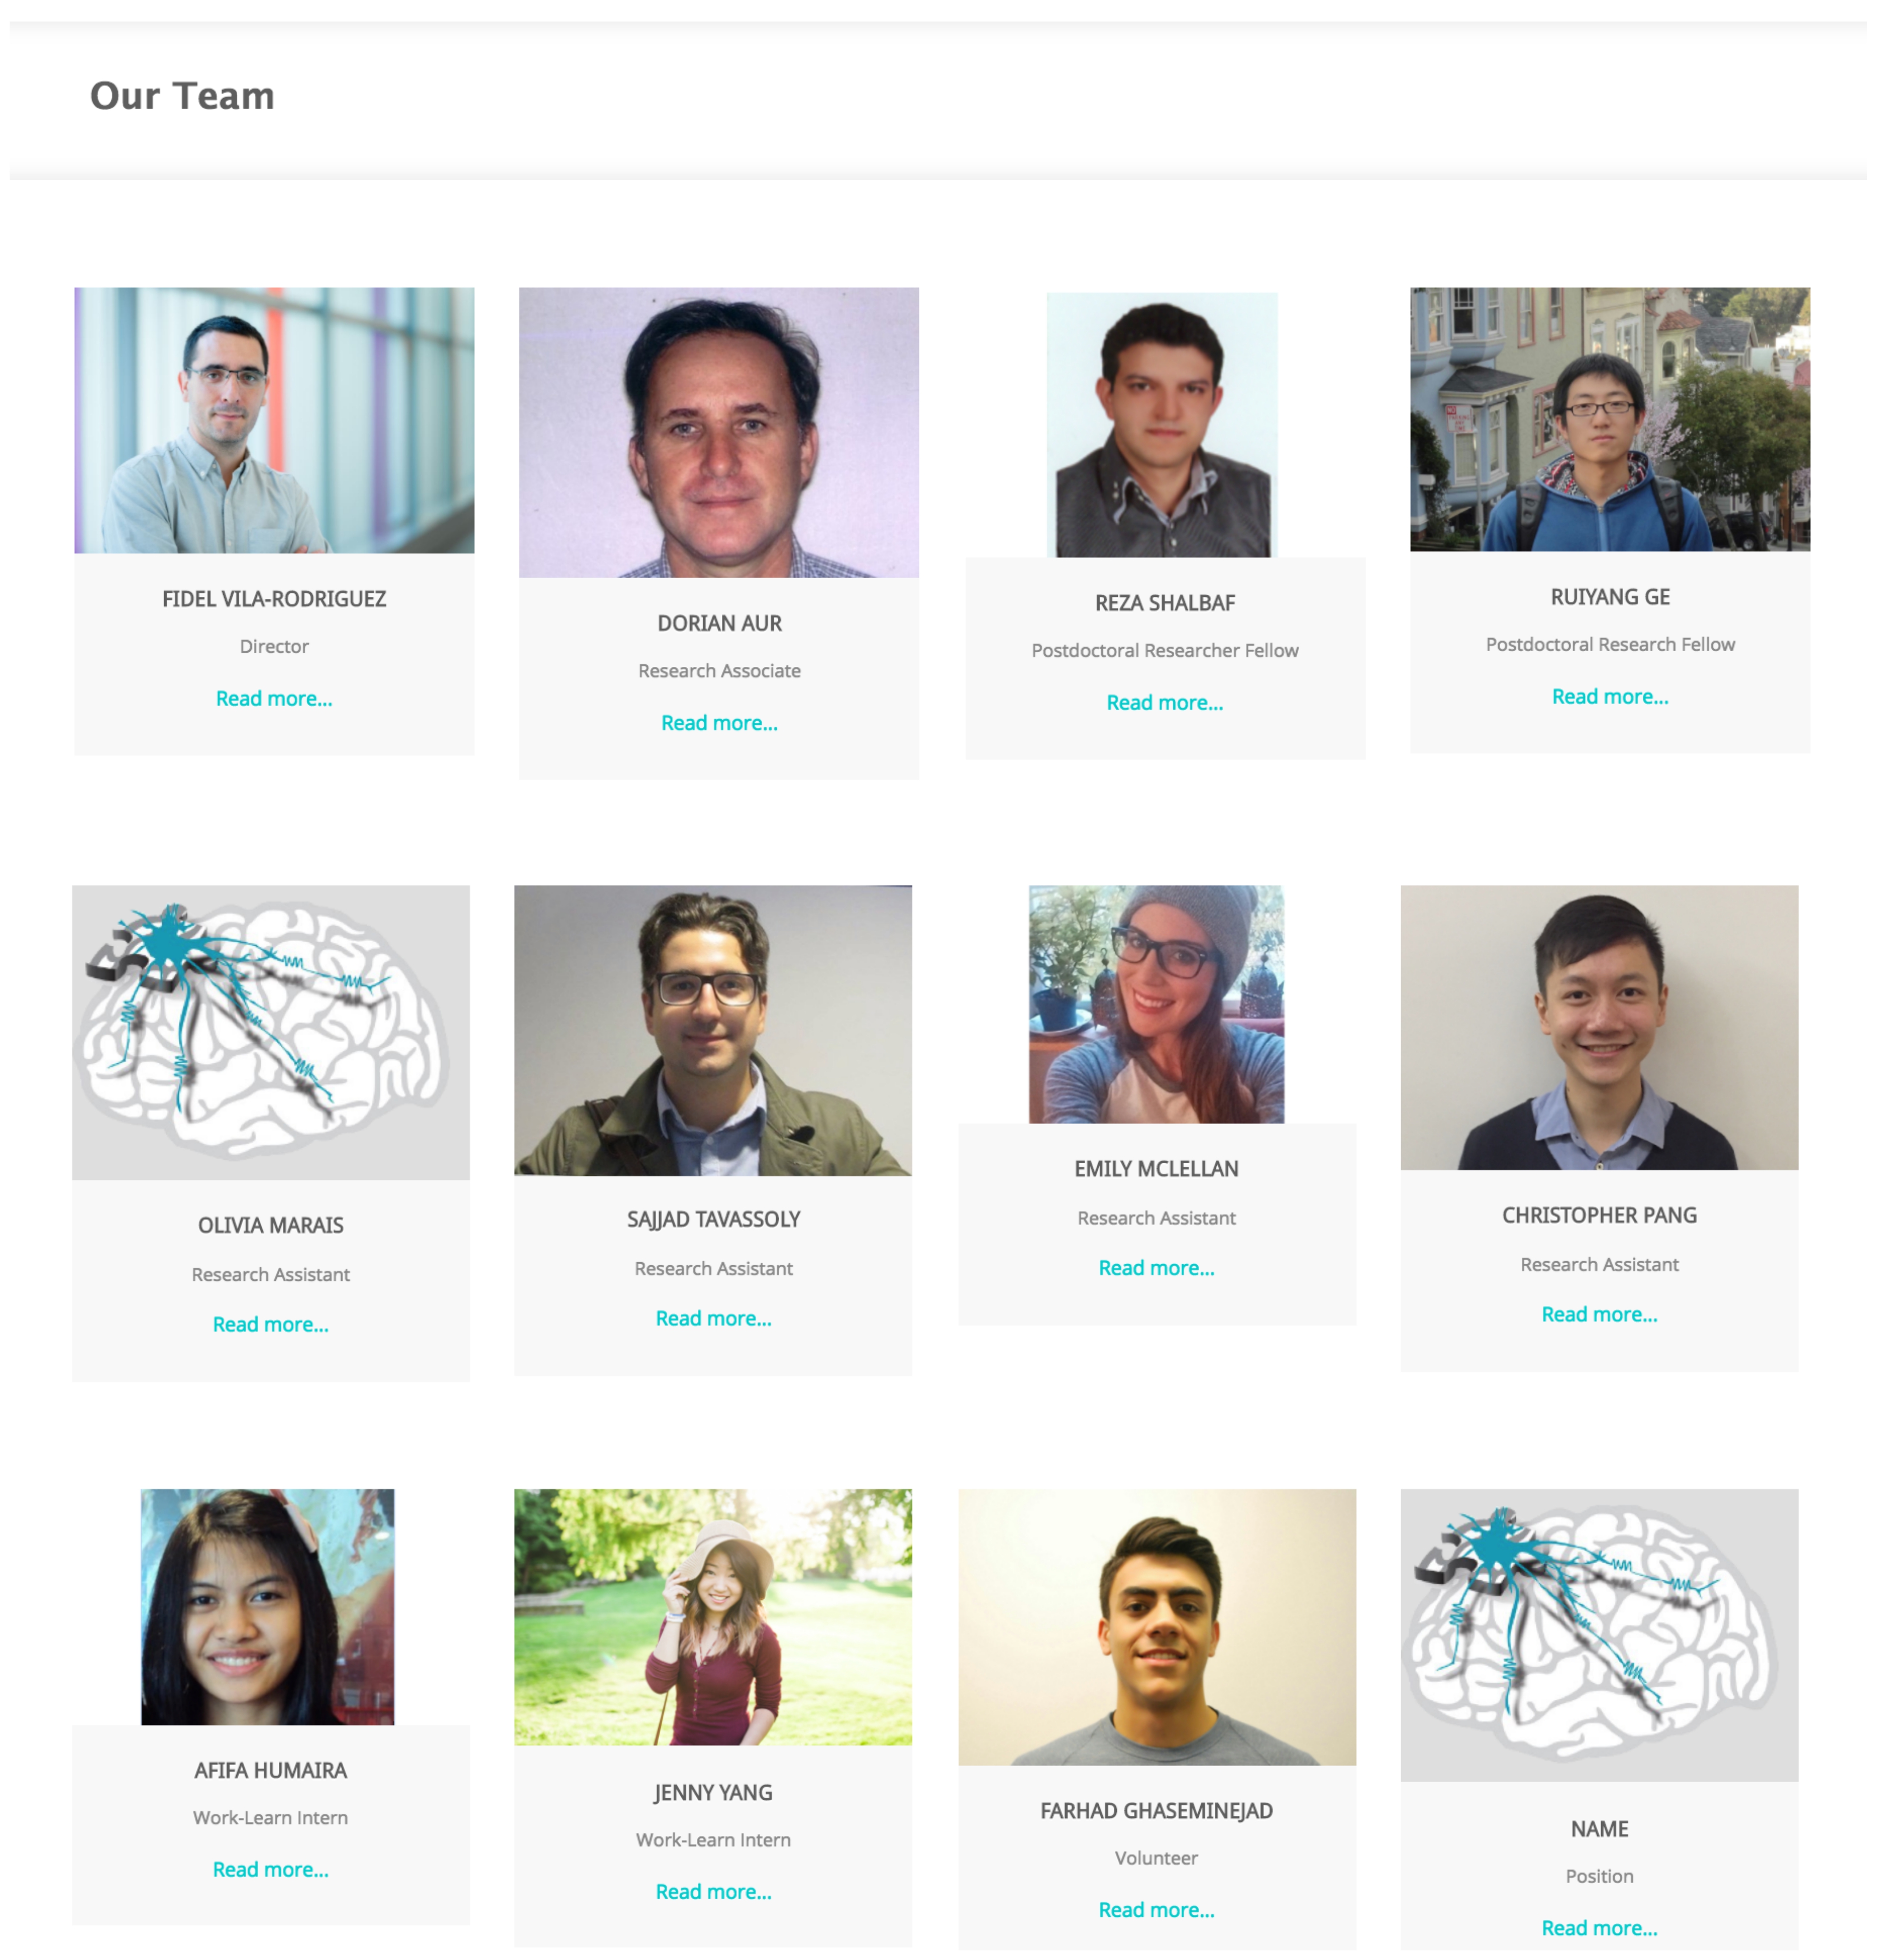 Our Team
FIDEL VILA-RODRIGUEZ
Director
Read more...
DORIAN AUR
Research Associate
Read more...
REZA SHALBAF
Postdoctoral Researcher Fellow
Read more...
RUIYANG GE
Postdoctoral Research Fellow
Read more...
OLIVIA MARAIS
Research Assistant
Read more...
SAJJAD TAVASSOLY
Research Assistant
Read more...
EMILY MCLELLAN
Research Assistant
Read more...
CHRISTOPHER PANG
Research Assistant
Read more...
AFIFA HUMAIRA
Work-Learn Intern
Read more...
JENNY YANG
Work-Learn Intern
Read more...
FARHAD GHASEMINEJAD
Volunteer
Read more...
NAME
Position
Read more...